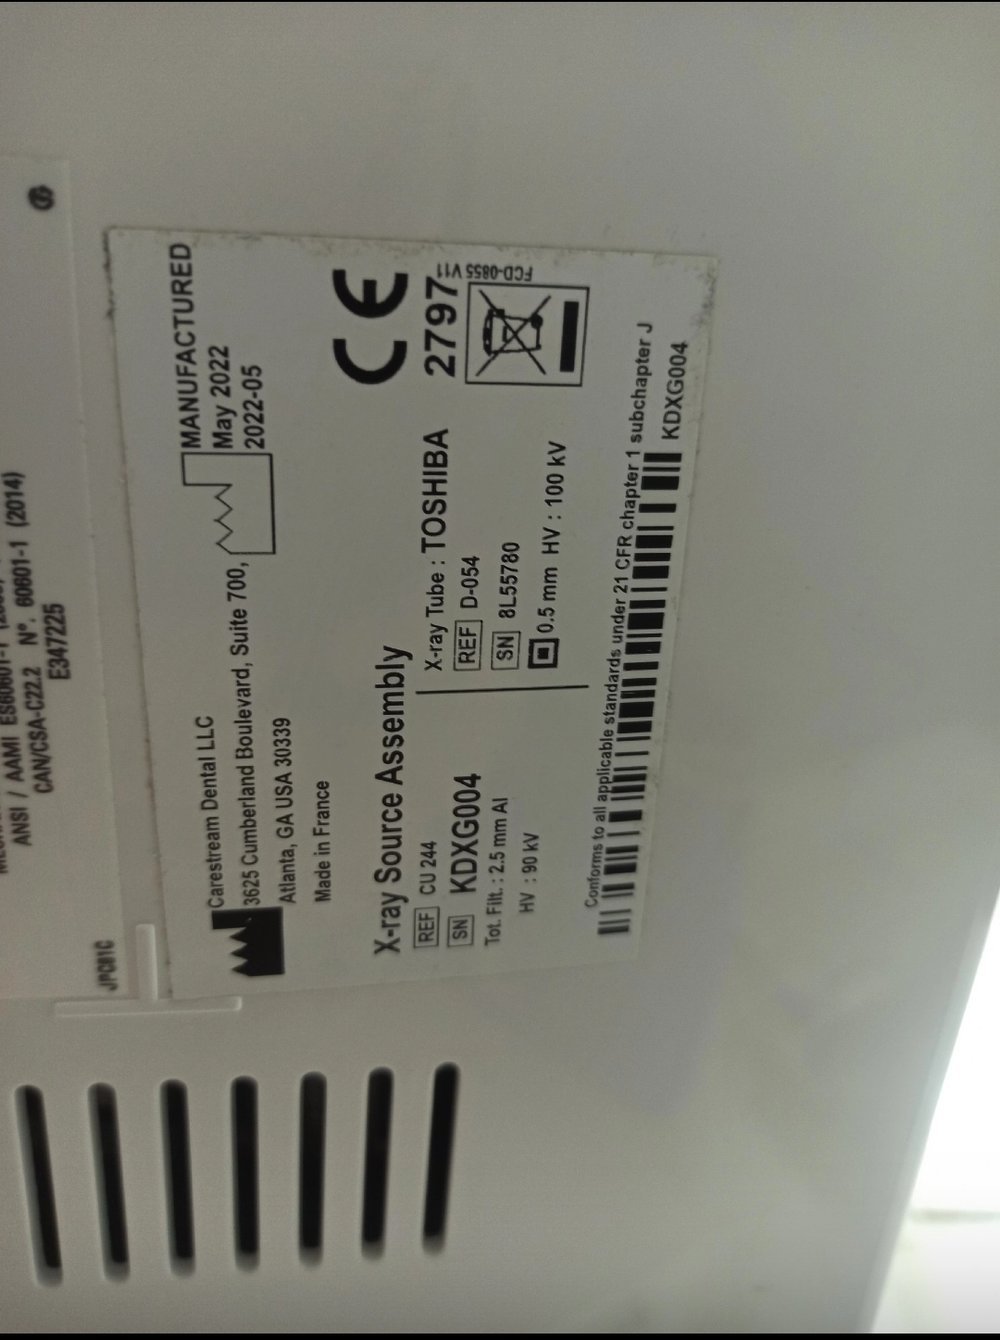 ANSI / AAMI ES60601-1
CAN/CSA-C22.2 N°. 60601-1 (2014)
E347225
JPC81C
Carestream Dental LLC
3625 Cumberland Boulevard, Suite 700,
Atlanta, GA USA 30339
Made in France
MANUFACTURED
May 2022
2022-05
X-ray Source Assembly
REF CU 244
SN KDXG004
Tot. Filt. : 2.5 mm Al
HV : 90 kV
X-ray Tube : TOSHIBA
REF D-054
SN 8L55780
0.5 mm HV : 100 kV
CE
2797
FCD-0855 V11
Conforms to all applicable standards under 21 CFR chapter 1 subchapter J
KDXG004